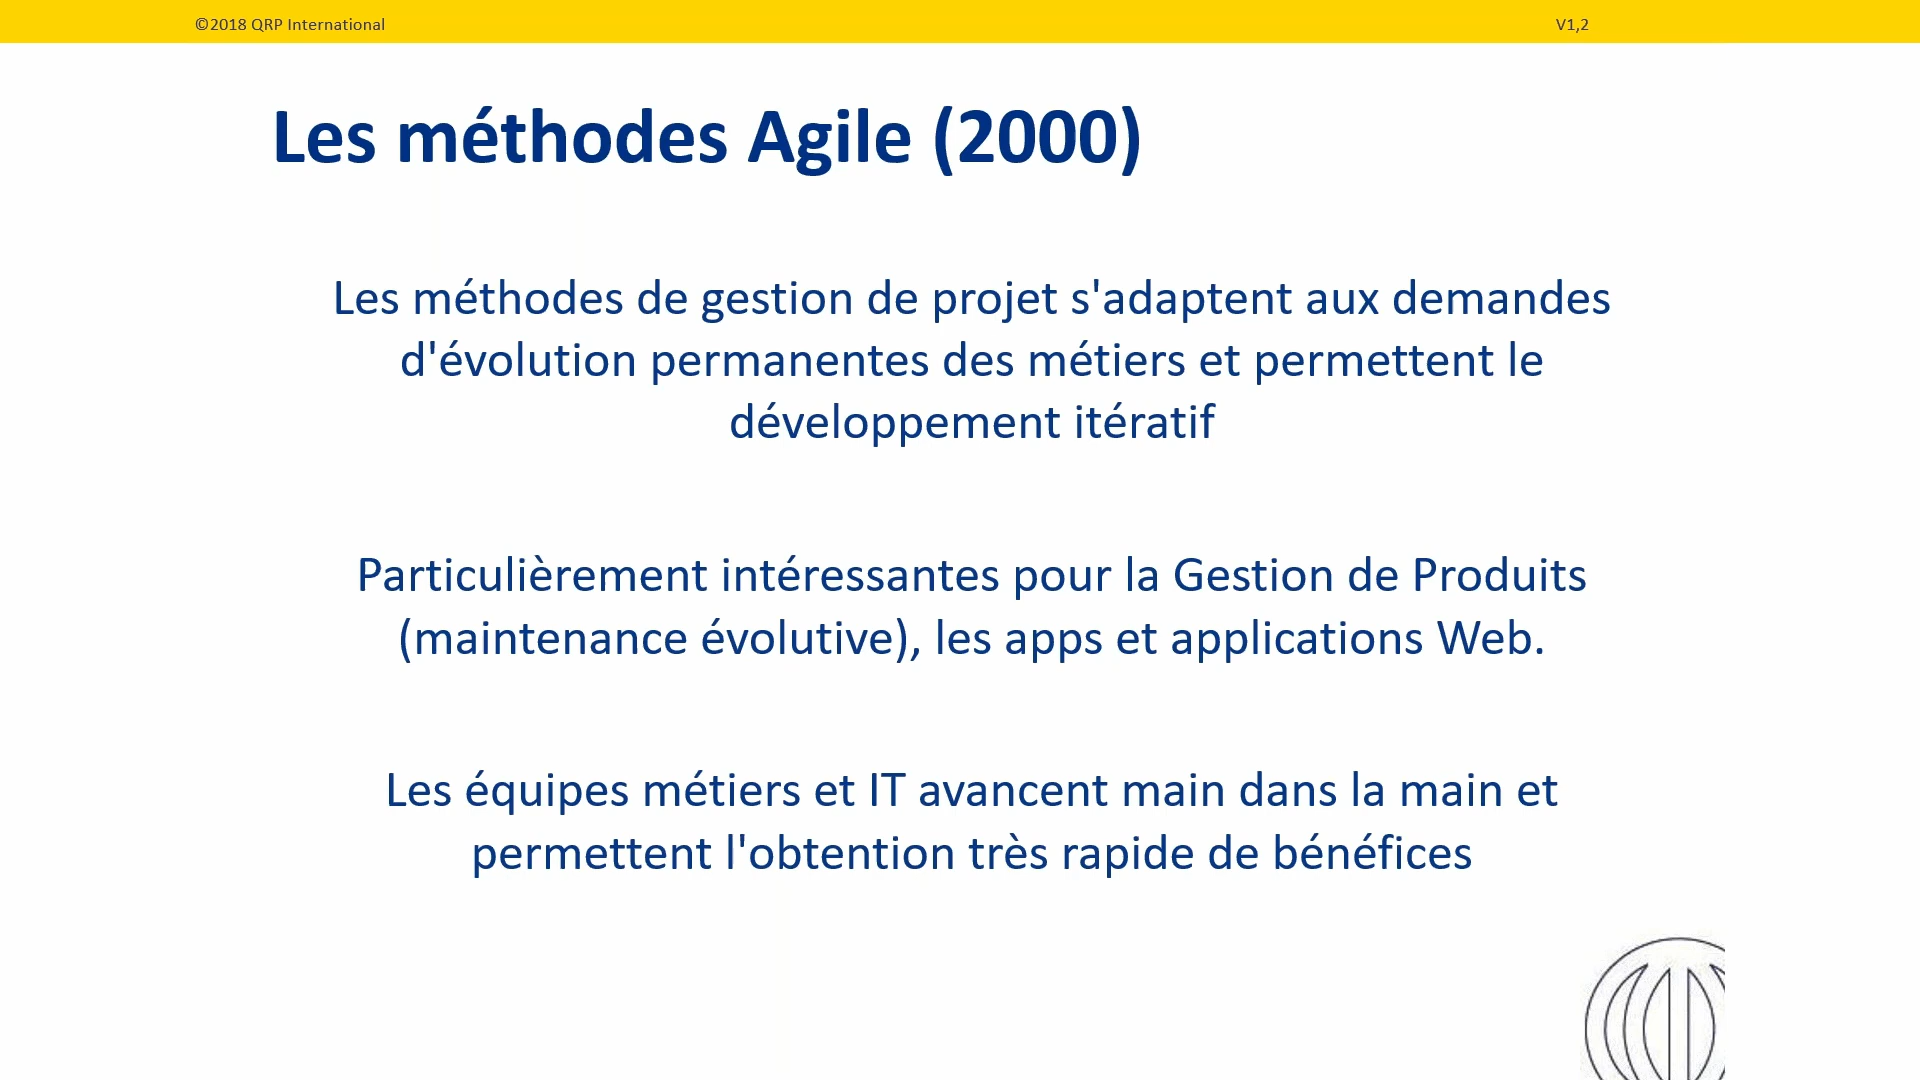 ©2018 QRP International
V1,2
Les méthodes Agile (2000)
Les méthodes de gestion de projet s'adaptent aux demandes
d'évolution permanentes des métiers et permettent le
développement itératif
Particulièrement intéressantes pour la Gestion de Produits
(maintenance évolutive), les apps et applications Web.
Les équipes métiers et IT avancent main dans la main et
permettent l'obtention très rapide de bénéfices